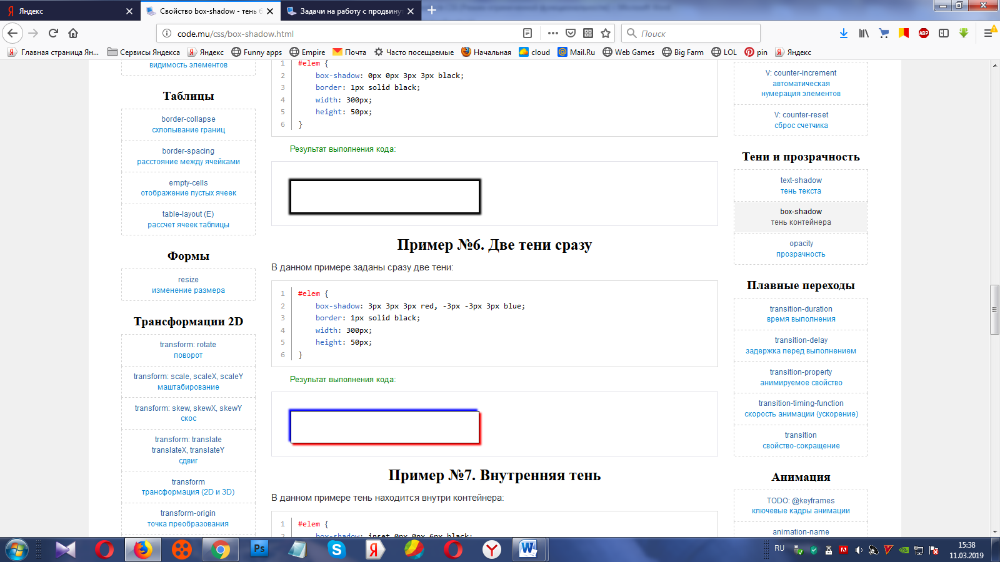 Яндекс
Свойство box-shadow - тень б
Задачи на работу с продвинут
code.mu/css/box-shadow.html
Поиск
Главная страница Ян...
Сервисы Яндекса
Яндекс
Funny apps
Empire
Почта
Часто посещаемые
Начальная
cloud
Mail.Ru
Web Games
Big Farm
LOL
pin
Яндекс
видимость элементов
Таблицы
border-collapse
схлопывание границ
border-spacing
расстояние между ячейками
empty-cells
отображение пустых ячеек
table-layout (E)
рассчет ячеек таблицы
Формы
resize
изменение размера
Трансформации 2D
transform: rotate
поворот
transform: scale, scaleX, scaleY
маштабирование
transform: skew, skewX, skewY
скос
transform: translate
translateX, translateY
сдвиг
transform
трансформация (2D и 3D)
transform-origin
точка преобразования
1 #elem {
2 box-shadow: 0px 0px 3px 3px black;
3 border: 1px solid black;
4 width: 300px;
5 height: 50px;
6 }
Результат выполнения кода:
Пример №6. Две тени сразу
В данном примере заданы сразу две тени:
1 #elem {
2 box-shadow: 3px 3px 3px red, -3px -3px 3px blue;
3 border: 1px solid black;
4 width: 300px;
5 height: 50px;
6 }
Результат выполнения кода:
Пример №7. Внутренняя тень
В данном примере тень находится внутри контейнера:
1 #elem {
2 box-shadow: inset 0px 0px 6px black;
V: counter-increment
автоматическая
нумерация элементов
V: counter-reset
сброс счетчика
Тени и прозрачность
text-shadow
тень текста
box-shadow
тень контейнера
opacity
прозрачность
Плавные переходы
transition-duration
время выполнения
transition-delay
задержка перед выполнением
transition-property
анимируемое свойство
transition-timing-function
скорость анимации (ускорение)
transition
свойство-сокращение
Анимация
TODO: @keyframes
ключевые кадры анимации
animation-name
RU
15:38
11.03.2019